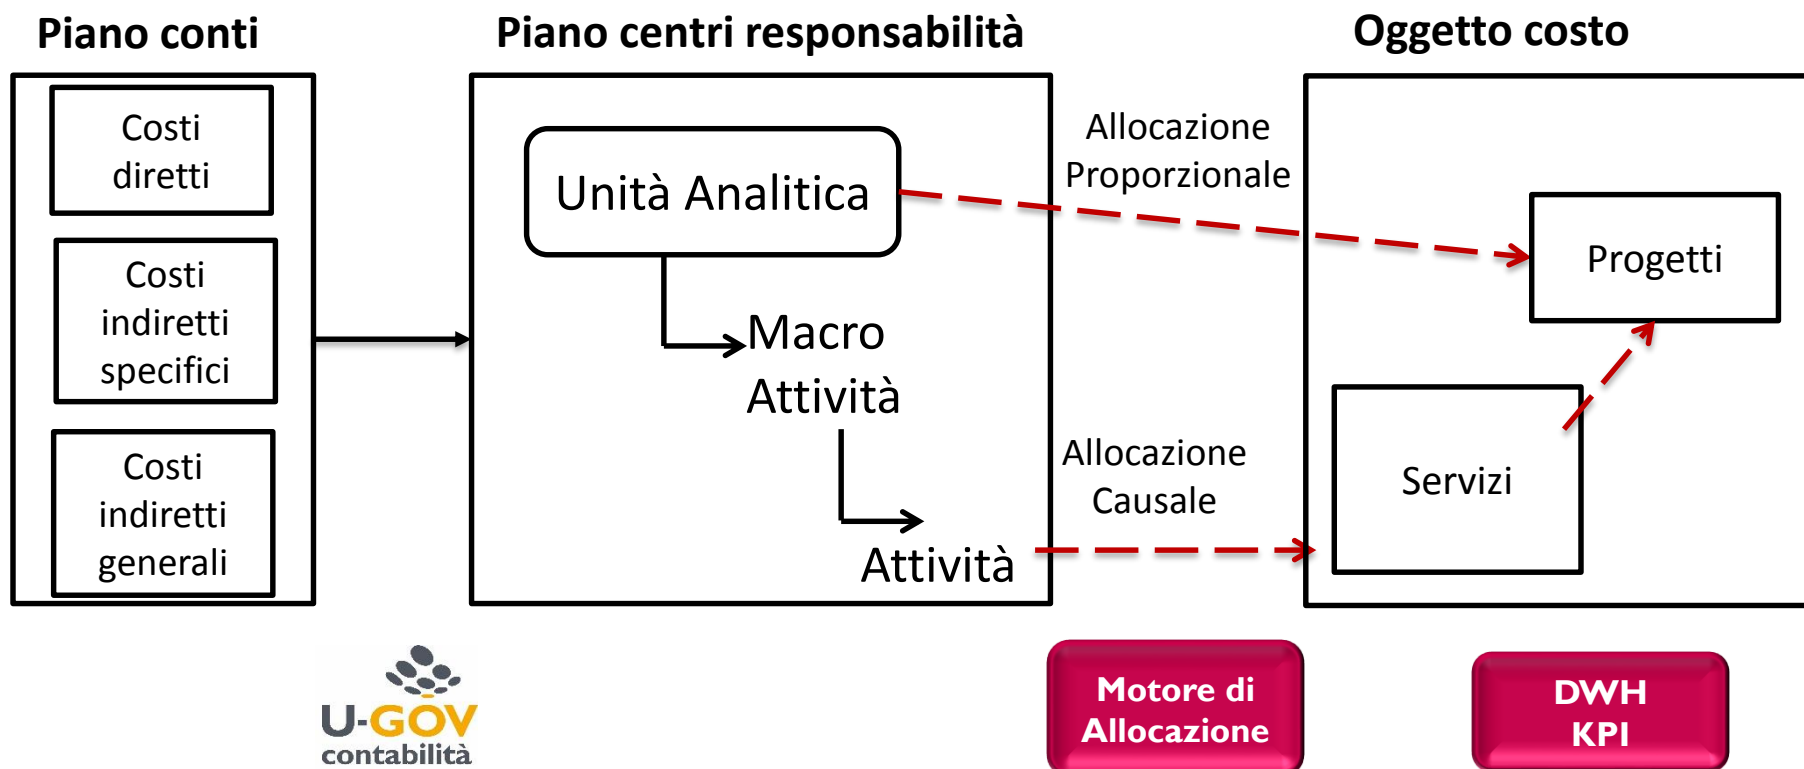 Piano conti
Costi
diretti
Costi
indiretti
specifici
Costi
indiretti
generali
Piano centri responsabilità
Unità Analitica
Macro
Attività
Attività
Allocazione
Proporzionale
Allocazione
Causale
Oggetto costo
Progetti
Servizi
U-GOV
contabilità
Motore di
Allocazione
DWH
KPI